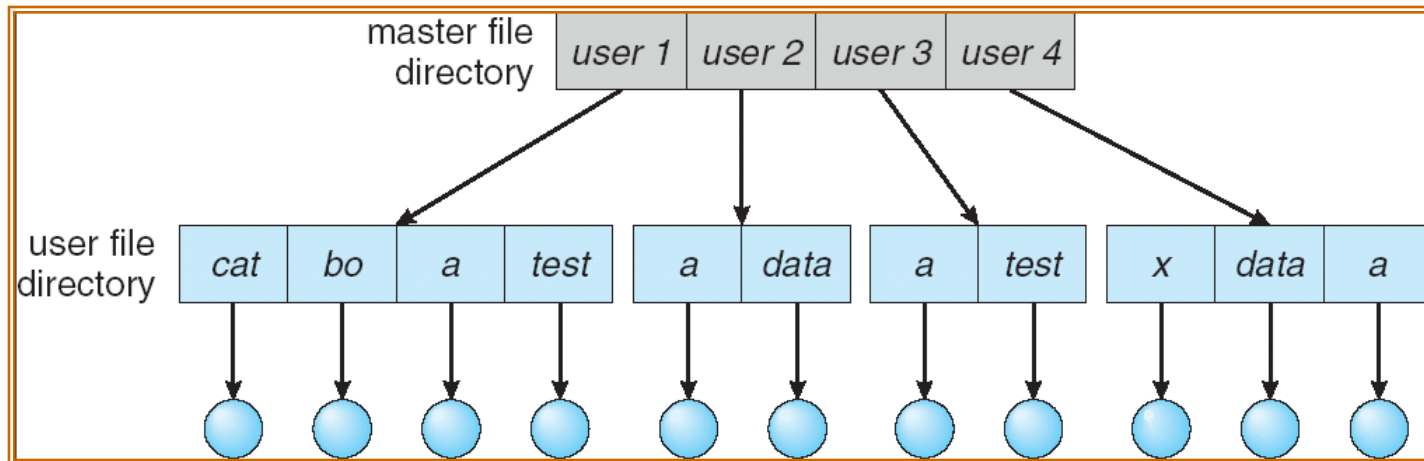 master file
directory
user 1 user 2 user 3 user 4
user file
directory
cat bo a test a data a test x data a